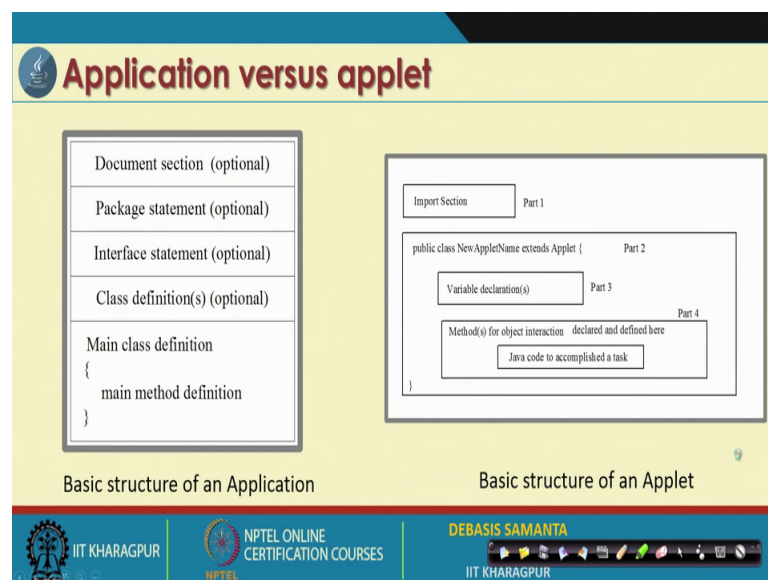 Application versus applet
Document section (optional)
Package statement (optional)
Interface statement (optional)
Class definition(s) (optional)
Main class definition
{
main method definition
}
Basic structure of an Application
Import Section
Part 1
public class NewAppletName extends Applet {
Part 2
Variable declaration(s)
Part 3
Part 4
Method(s) for object interaction declared and defined here
Java code to accomplished a task
}
Basic structure of an Applet
IIT KHARAGPUR
NPTEL
NPTEL ONLINE
CERTIFICATION COURSES
DEBASIS SAMANTA
IIT KHARAGPUR